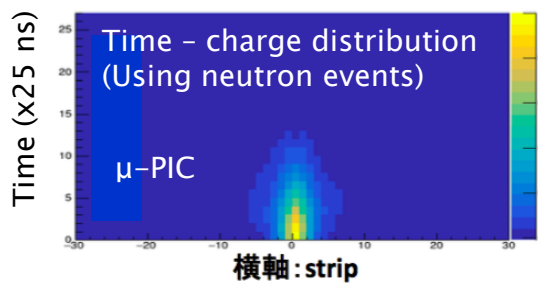 Time – charge distribution
(Using neutron events)
μ-PIC
Time (x25 ns)
25
20
15
10
5
0
-30 -20 -10 0 10 20 30
横軸:strip